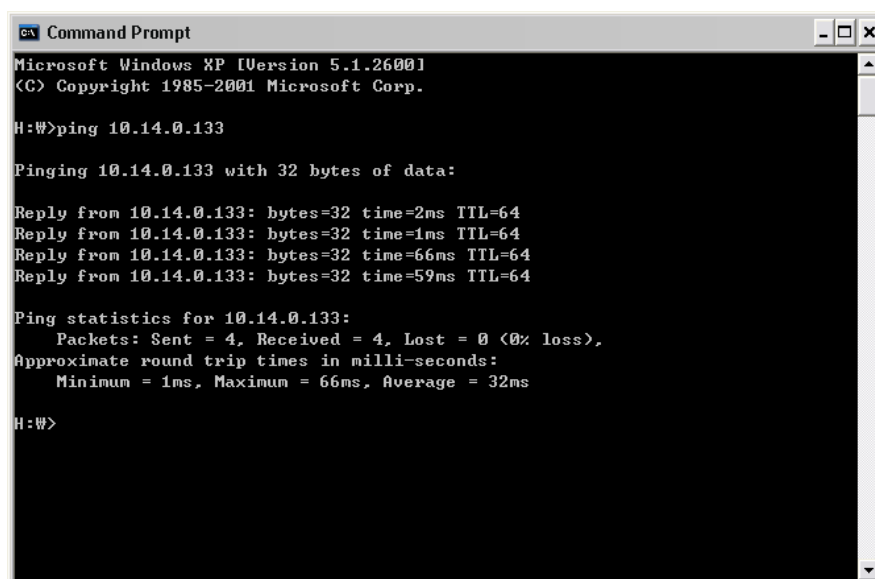 Command Prompt
Microsoft Windows XP [Version 5.1.2600]
(C) Copyright 1985-2001 Microsoft Corp.
H:₩>ping 10.14.0.133
Pinging 10.14.0.133 with 32 bytes of data:
Reply from 10.14.0.133: bytes=32 time=2ms TTL=64
Reply from 10.14.0.133: bytes=32 time=1ms TTL=64
Reply from 10.14.0.133: bytes=32 time=66ms TTL=64
Reply from 10.14.0.133: bytes=32 time=59ms TTL=64
Ping statistics for 10.14.0.133:
Packets: Sent = 4, Received = 4, Lost = 0 (0% loss),
Approximate round trip times in milli-seconds:
Minimum = 1ms, Maximum = 66ms, Average = 32ms
H:₩>